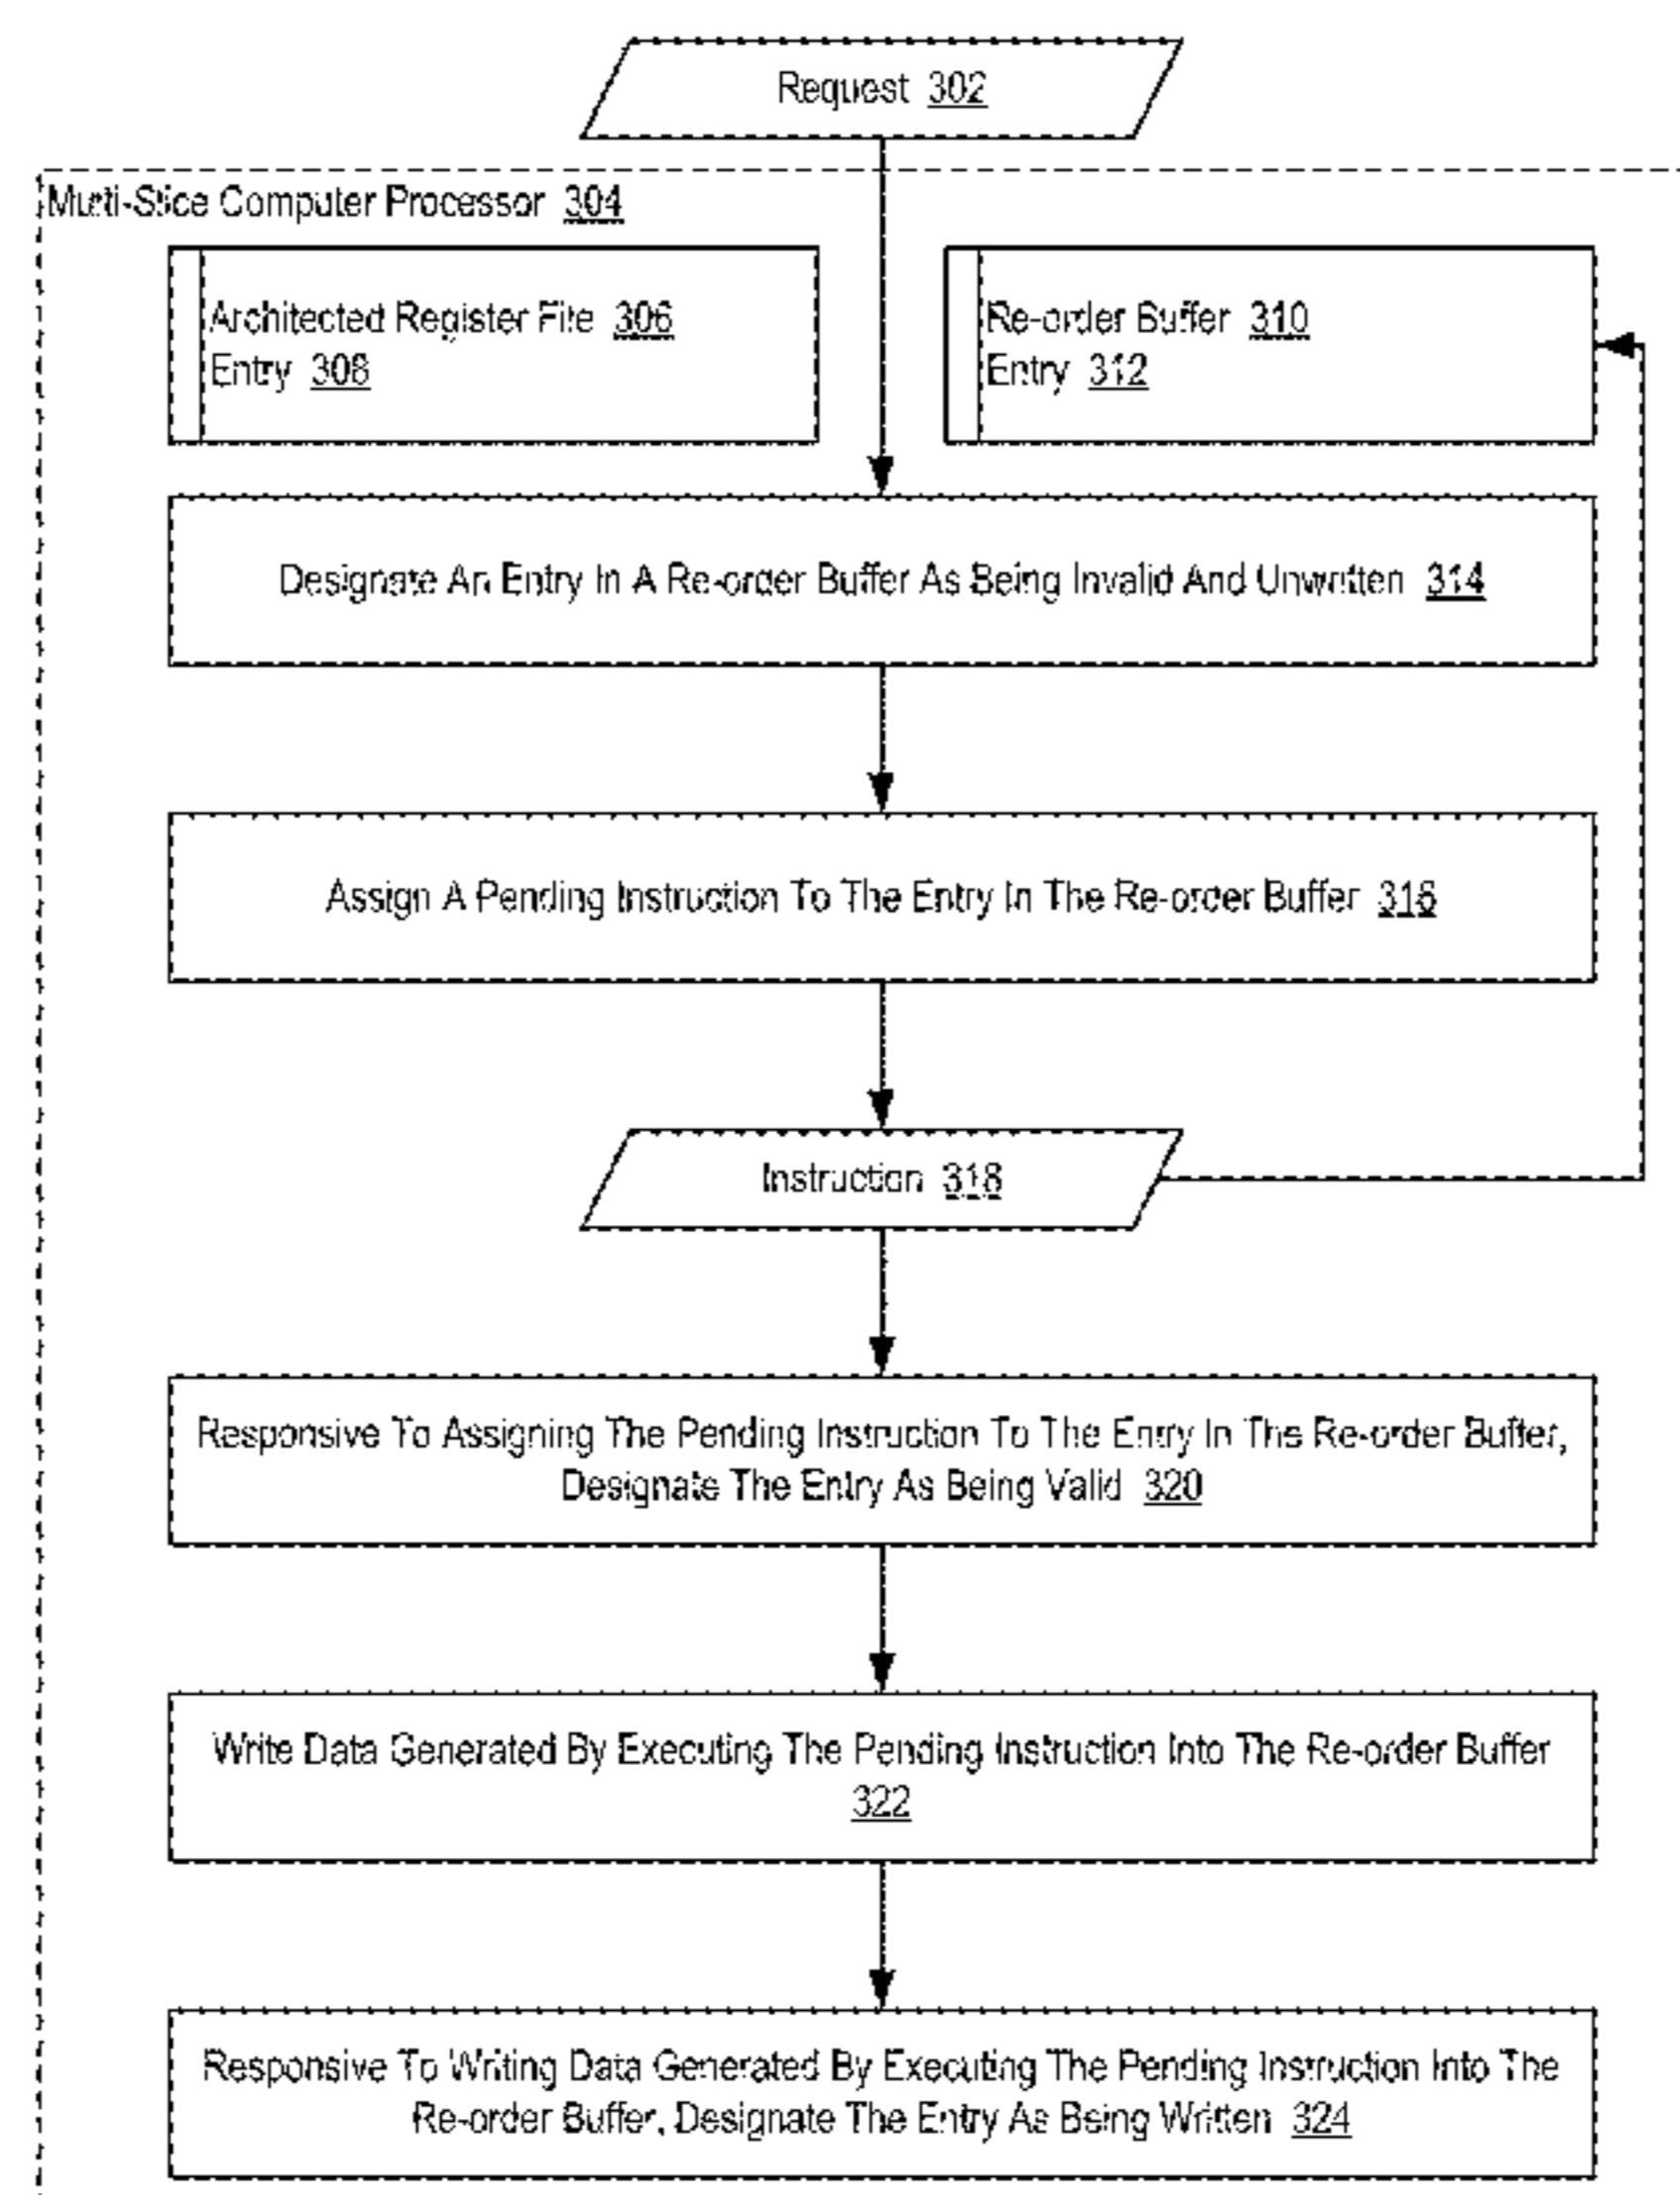 Request 302
Multi-Slice Computer Processor 304
Architected Register File 306
Entry 308
Re-order Buffer 310
Entry 312
Designate An Entry In A Re-order Buffer As Being Invalid And Unwritten 314
Assign A Pending Instruction To The Entry In The Re-order Buffer 316
Instruction 318
Responsive To Assigning The Pending Instruction To The Entry In The Re-order Buffer,
Designate The Entry As Being Valid 320
Write Data Generated By Executing The Pending Instruction Into The Re-order Buffer
322
Responsive To Writing Data Generated By Executing The Pending Instruction Into The
Re-order Buffer, Designate The Entry As Being Written 324